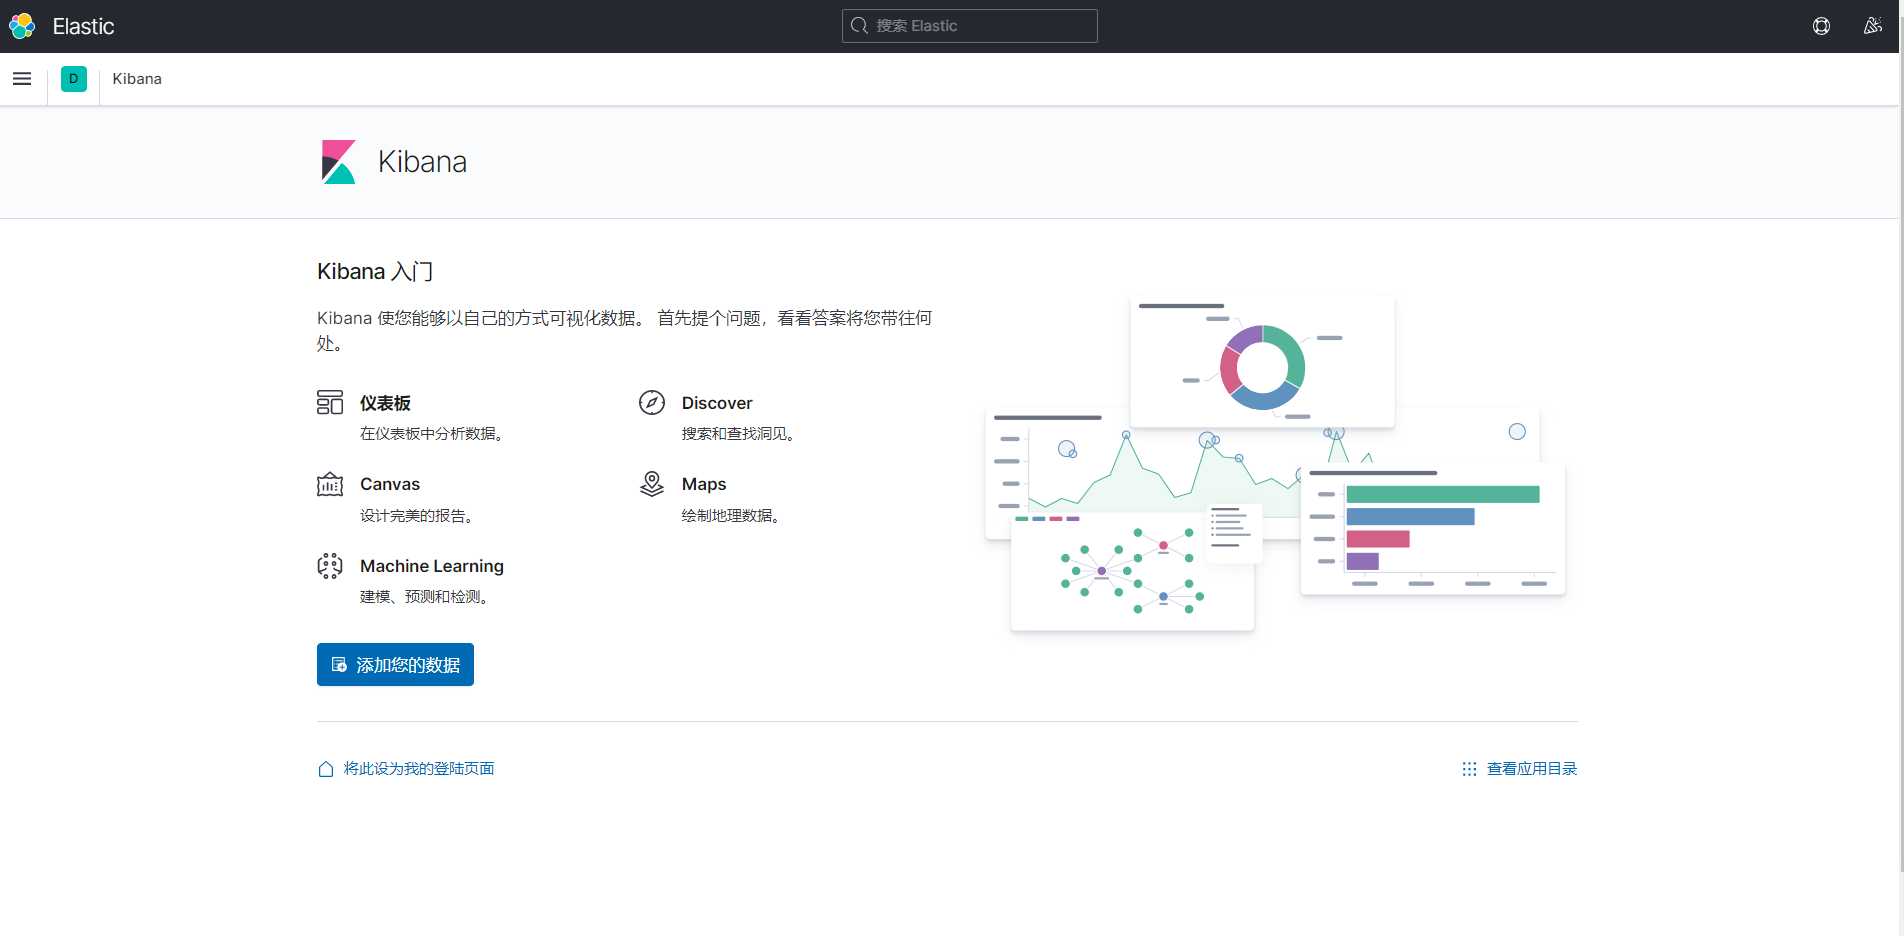 Elastic
搜索 Elastic
D
Kibana
Kibana
Kibana 入门
Kibana 使您能够以自己的方式可视化数据。 首先提个问题，看看答案将您带往何
处。
仪表板
在仪表板中分析数据。
Discover
搜索和查找洞见。
Canvas
设计完美的报告。
Maps
绘制地理数据。
Machine Learning
建模、预测和检测。
添加您的数据
将此设为我的登陆页面
查看应用目录